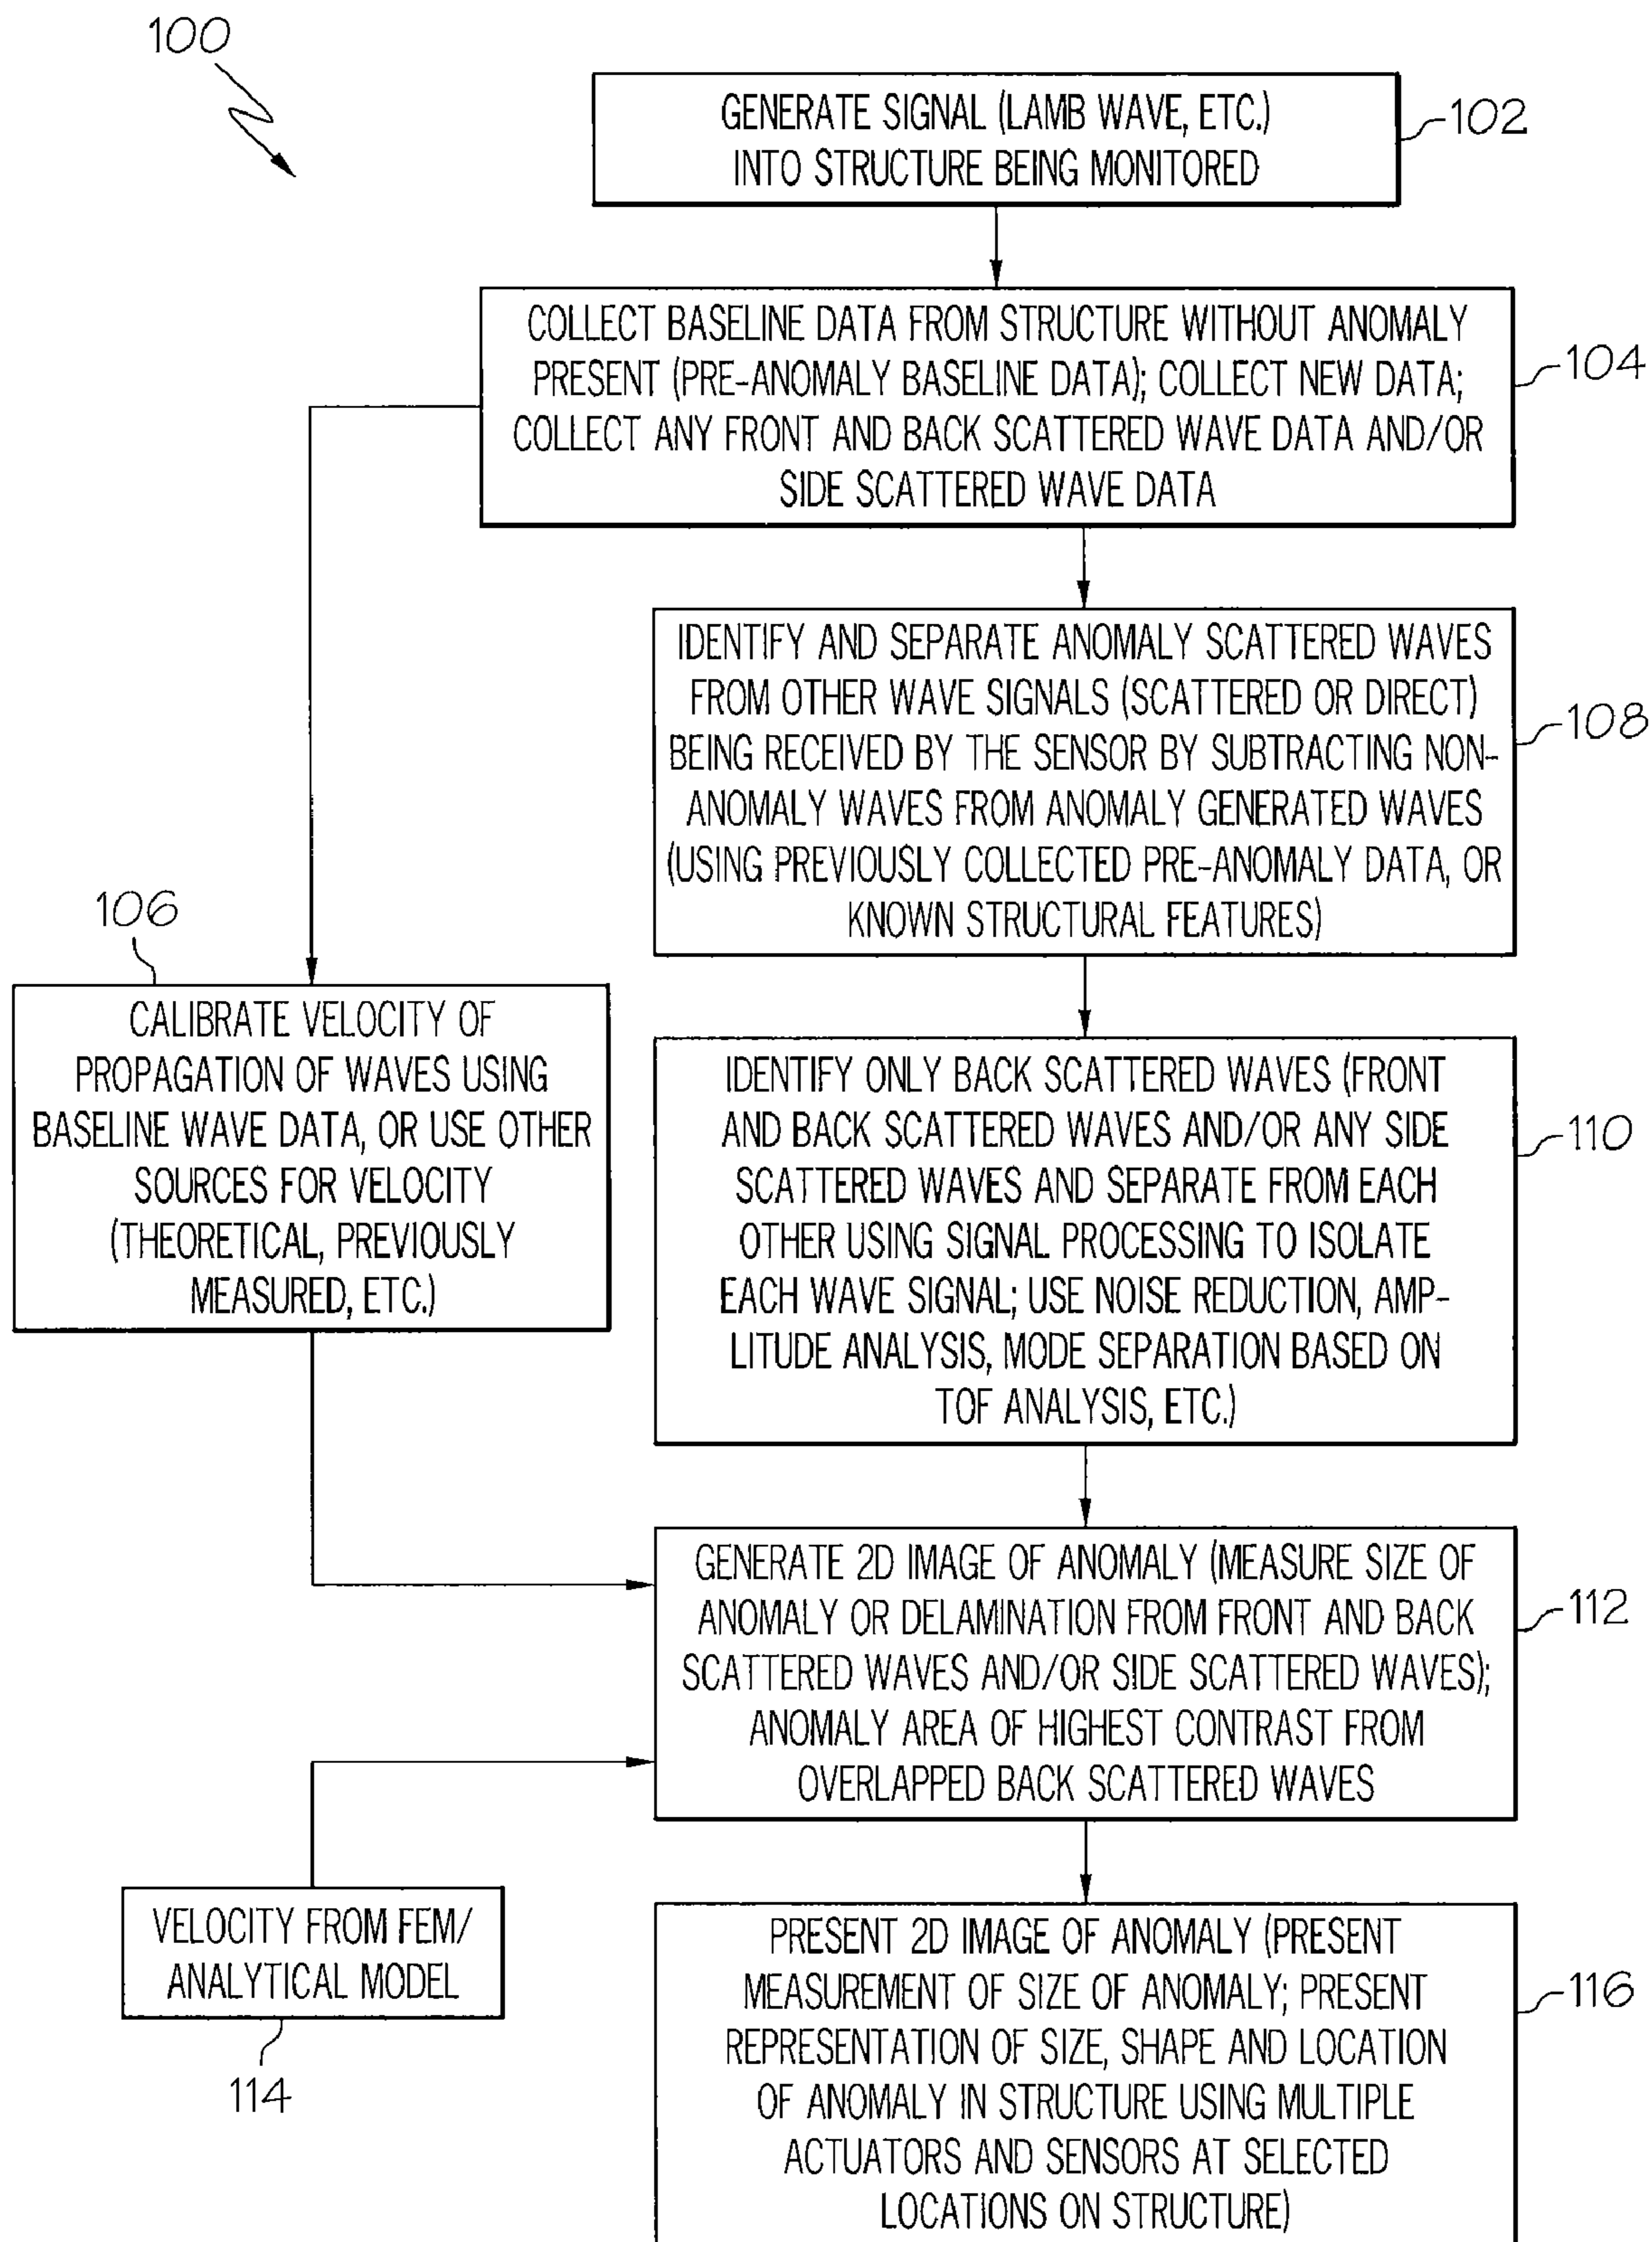 100
GENERATE SIGNAL (LAMB WAVE, ETC.)
INTO STRUCTURE BEING MONITORED
102
COLLECT BASELINE DATA FROM STRUCTURE WITHOUT ANOMALY
PRESENT (PRE-ANOMALY BASELINE DATA); COLLECT NEW DATA;
COLLECT ANY FRONT AND BACK SCATTERED WAVE DATA AND/OR
SIDE SCATTERED WAVE DATA
104
IDENTIFY AND SEPARATE ANOMALY SCATTERED WAVES
FROM OTHER WAVE SIGNALS (SCATTERED OR DIRECT)
BEING RECEIVED BY THE SENSOR BY SUBTRACTING NON-
ANOMALY WAVES FROM ANOMALY GENERATED WAVES
(USING PREVIOUSLY COLLECTED PRE-ANOMALY DATA, OR
KNOWN STRUCTURAL FEATURES)
108
106
CALIBRATE VELOCITY OF
PROPAGATION OF WAVES USING
BASELINE WAVE DATA, OR USE OTHER
SOURCES FOR VELOCITY
(THEORETICAL, PREVIOUSLY
MEASURED, ETC.)
IDENTIFY ONLY BACK SCATTERED WAVES (FRONT
AND BACK SCATTERED WAVES AND/OR ANY SIDE
SCATTERED WAVES AND SEPARATE FROM EACH
OTHER USING SIGNAL PROCESSING TO ISOLATE
EACH WAVE SIGNAL; USE NOISE REDUCTION, AMP-
LITUDE ANALYSIS, MODE SEPARATION BASED ON
TOF ANALYSIS, ETC.)
110
GENERATE 2D IMAGE OF ANOMALY (MEASURE SIZE OF
ANOMALY OR DELAMINATION FROM FRONT AND BACK
SCATTERED WAVES AND/OR SIDE SCATTERED WAVES);
ANOMALY AREA OF HIGHEST CONTRAST FROM
OVERLAPPED BACK SCATTERED WAVES
112
VELOCITY FROM FEM/
ANALYTICAL MODEL
114
PRESENT 2D IMAGE OF ANOMALY (PRESENT
MEASUREMENT OF SIZE OF ANOMALY; PRESENT
REPRESENTATION OF SIZE, SHAPE AND LOCATION
OF ANOMALY IN STRUCTURE USING MULTIPLE
ACTUATORS AND SENSORS AT SELECTED
LOCATIONS ON STRUCTURE)
116